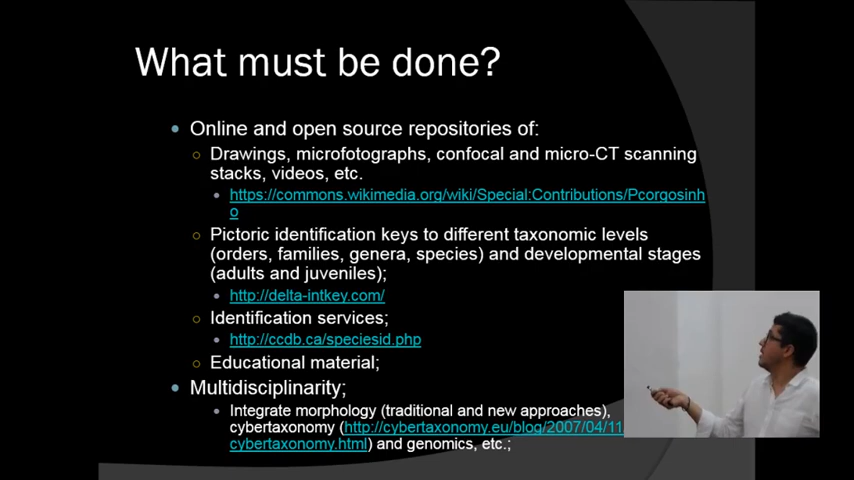 What must be done?
Online and open source repositories of:
Drawings, microfotographs, confocal and micro-CT scanning
stacks, videos, etc.
https://commons.wikimedia.org/wiki/Special:Contributions/Pcorgosinh
o
Pictoric identification keys to different taxonomic levels
(orders, families, genera, species) and developmental stages
(adults and juveniles);
http://delta-intkey.com/
Identification services;
http://ccdb.ca/speciesid.php
Educational material;
Multidisciplinarity;
Integrate morphology (traditional and new approaches),
cybertaxonomy (http://cybertaxonomy.eu/blog/2007/04/11
cybertaxonomy.html) and genomics, etc.;